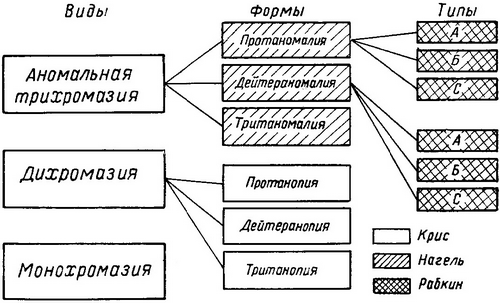 Виды
Формы
Типы
Аномальная
трихромазия
Протаномалия
Дейтераномалия
Тританомалия
А
Б
С
А
Б
С
Дихромазия
Протанопия
Дейтеранопия
Тританопия
Монохромазия
Крис
Нагель
Рабкин